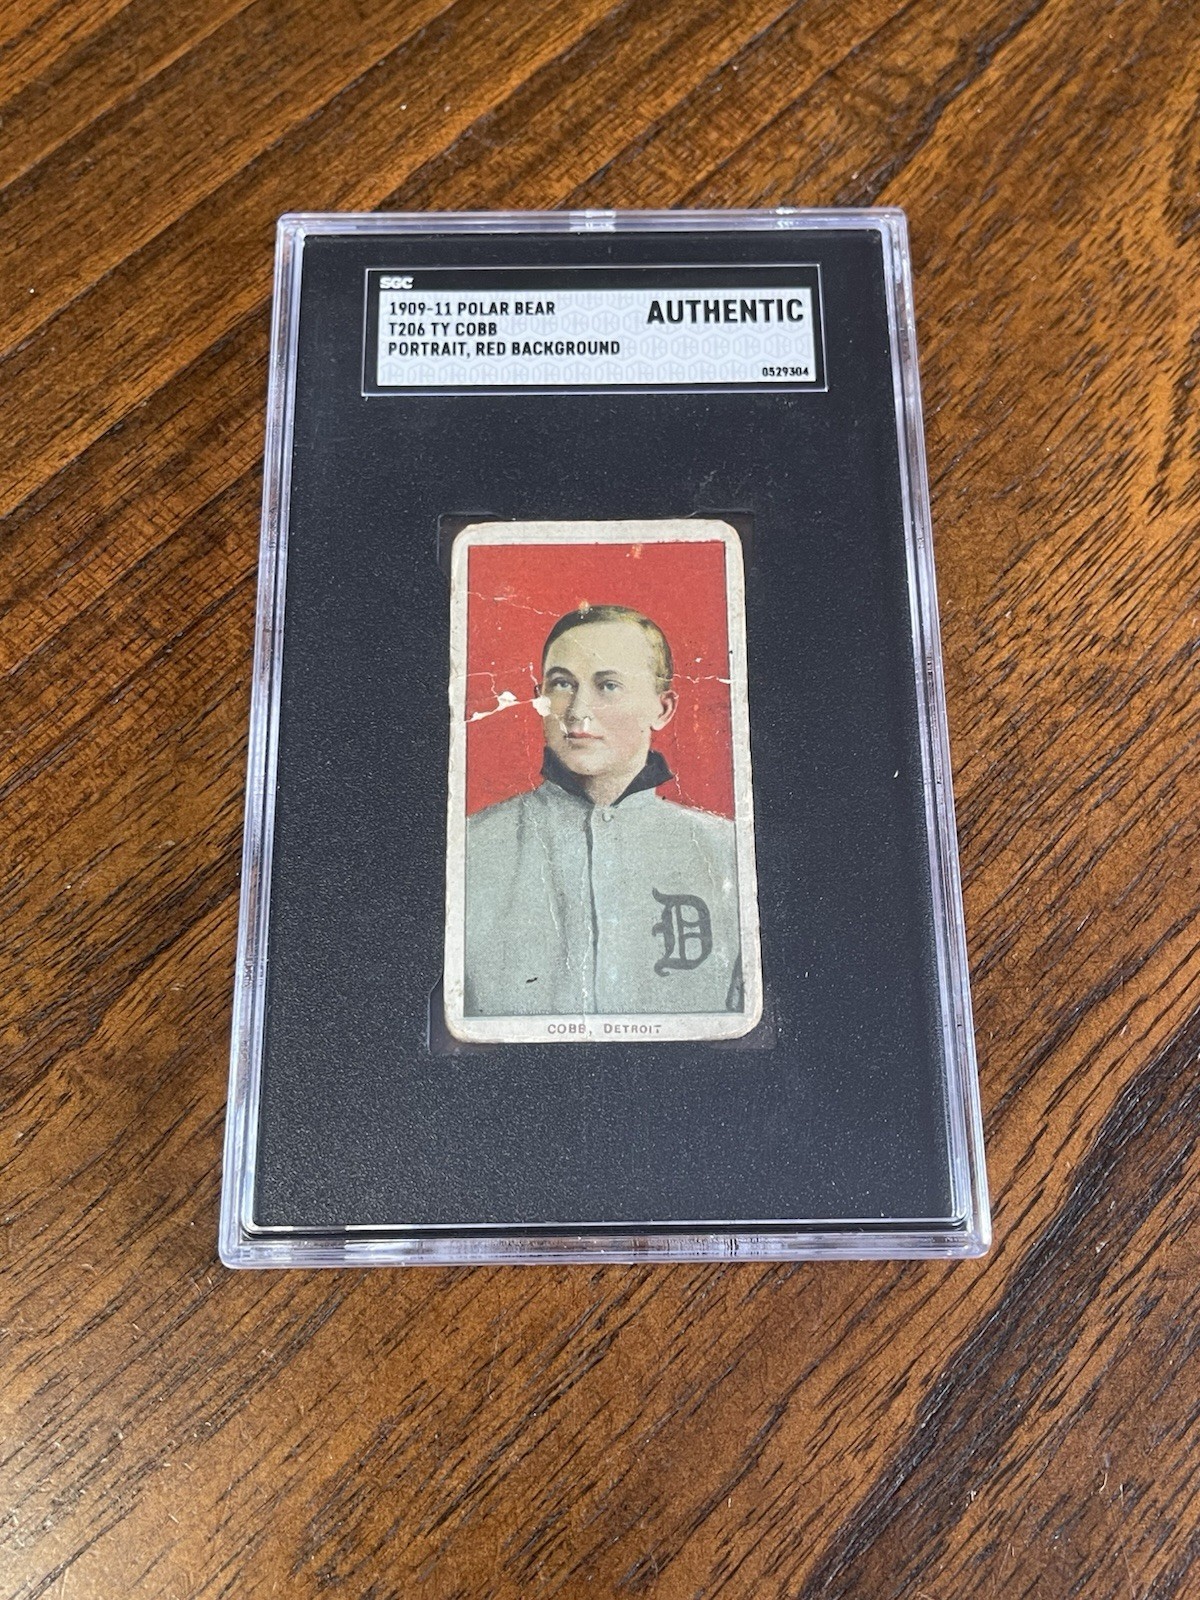 SGC
1909-11 POLAR BEAR
T206 TY COBB
PORTRAIT, RED BACKGROUND
AUTHENTIC
0529304
D
COBB, DETROIT